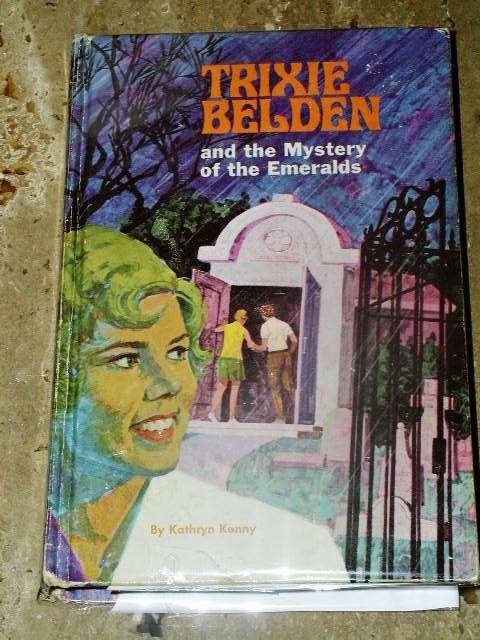 TRIXIE
BELDEN
and the Mystery
of the Emeralds
By Kathryn Kenny